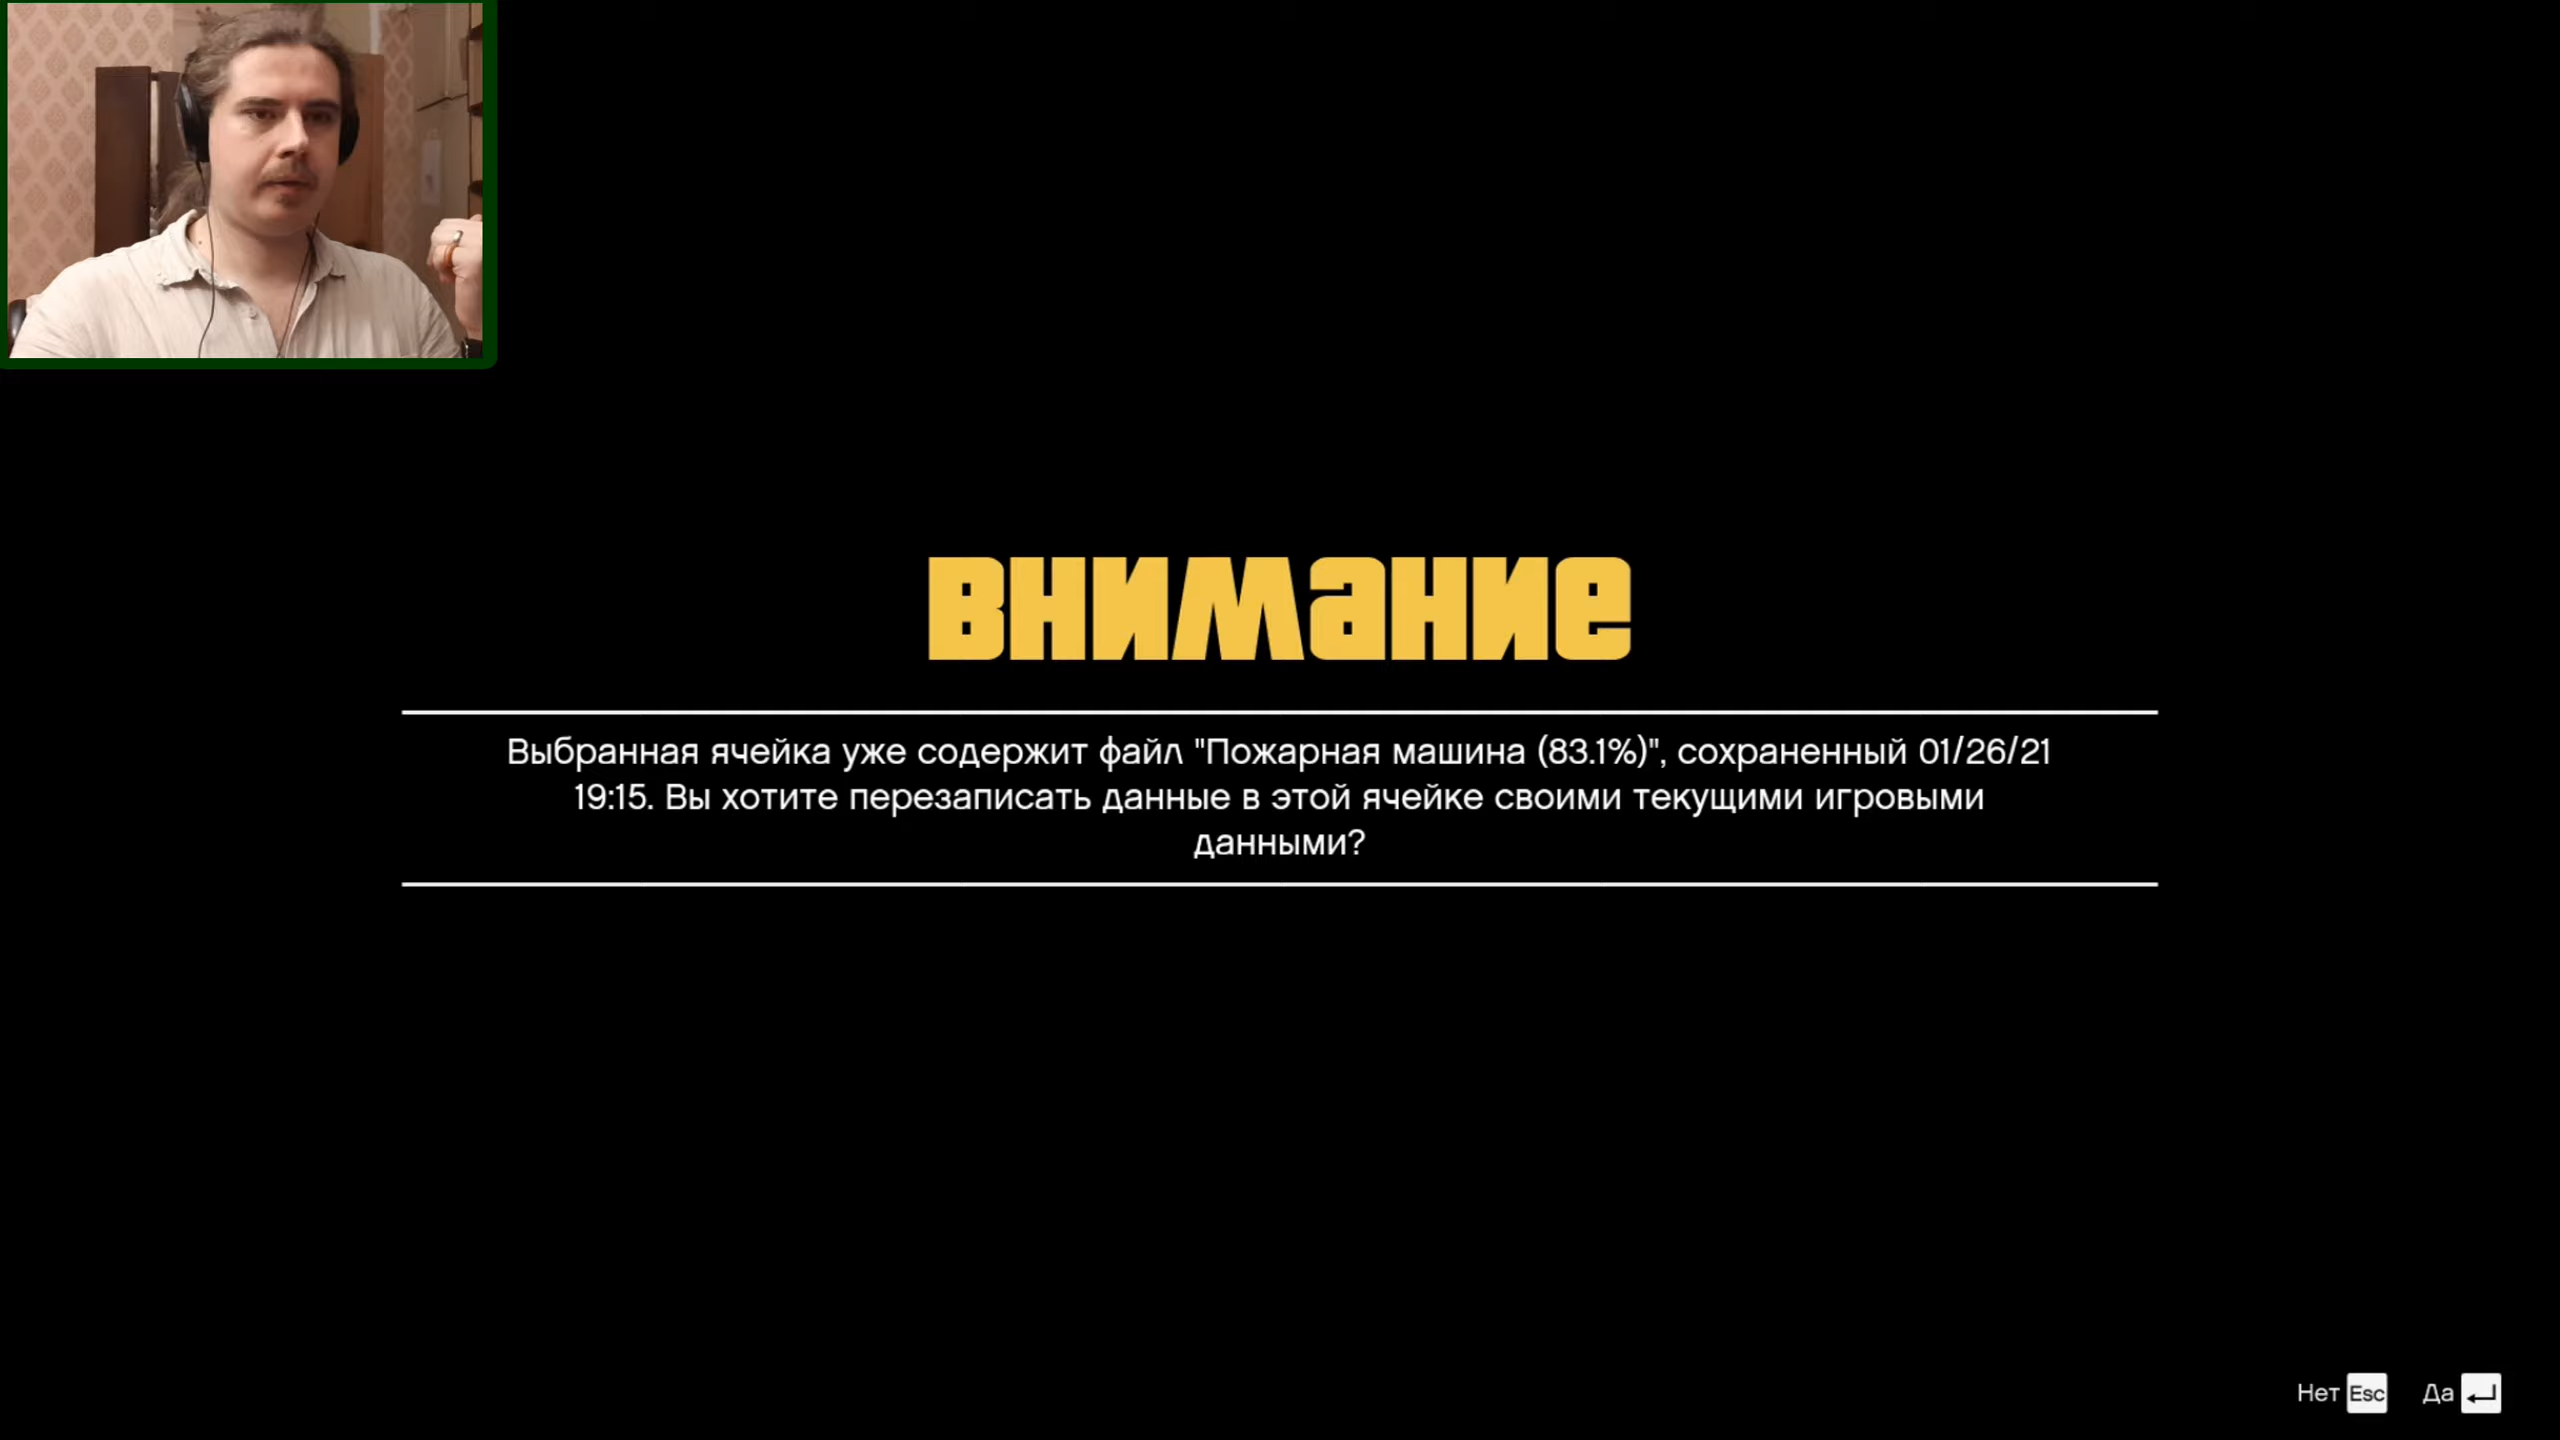 внимание
Выбранная ячейка уже содержит файл "Пожарная машина (83.1%)", сохраненный 01/26/21
19:15. Вы хотите перезаписать данные в этой ячейке своими текущими игровыми
данными?
Нет Esc Да